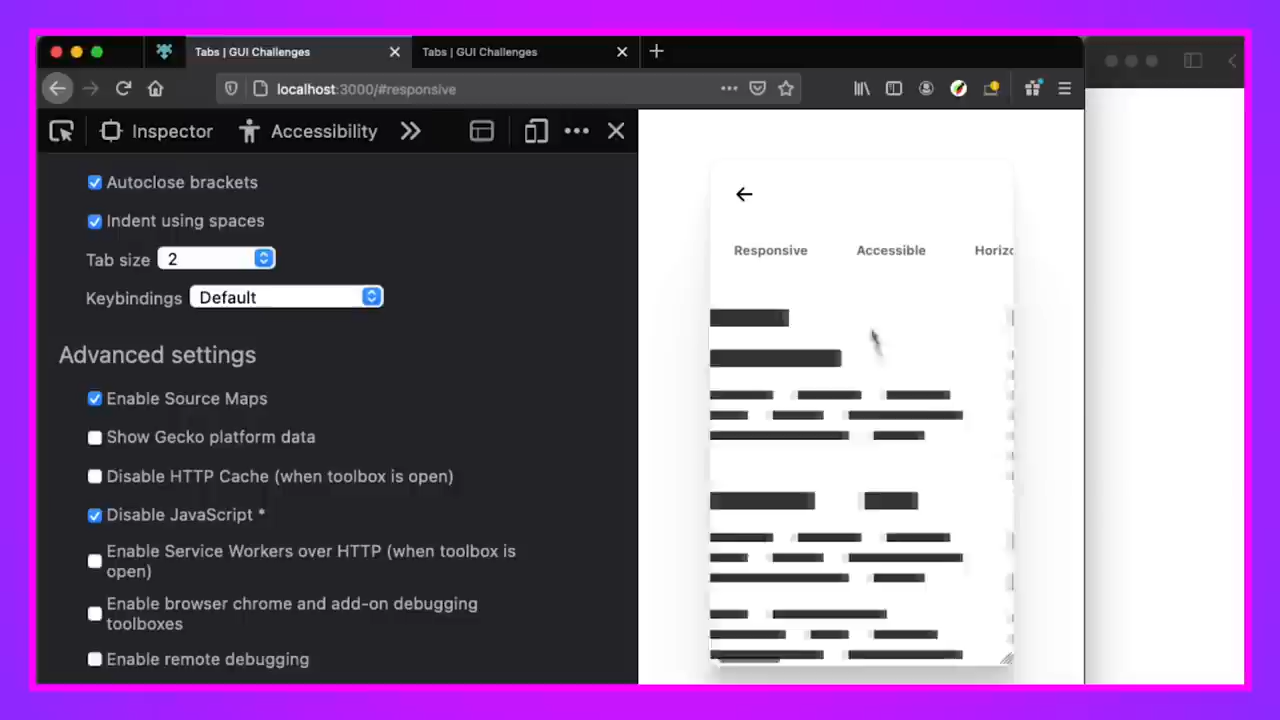 Tabs | GUI Challenges
Tabs | GUI Challenges
localhost:3000/#responsive
Inspector
Accessibility
Autoclose brackets
Indent using spaces
Tab size 2
Keybindings Default
Advanced settings
Enable Source Maps
Show Gecko platform data
Disable HTTP Cache (when toolbox is open)
Disable JavaScript *
Enable Service Workers over HTTP (when toolbox is
open)
Enable browser chrome and add-on debugging
toolboxes
Enable remote debugging
Responsive
Accessible
Horizo